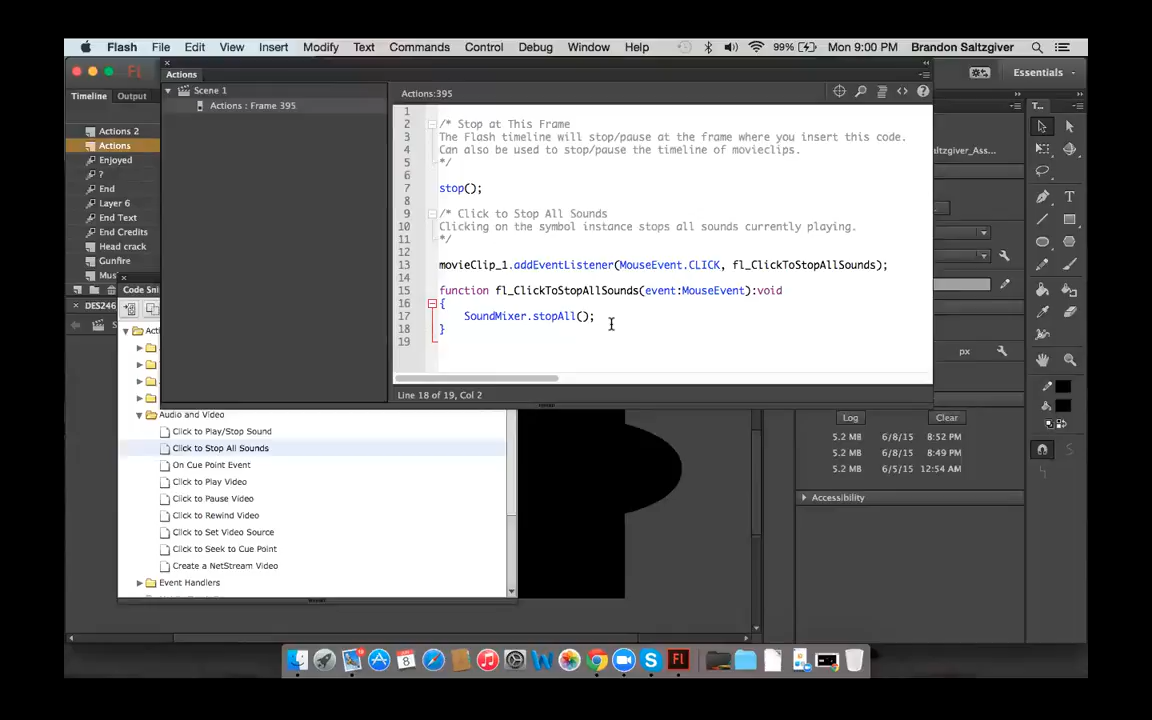 Flash File Edit View Insert Modify Text Commands Control Debug Window Help 99% Mon 9:00 PM Brandon Saltzgiver
Fl Essentials
Actions
Timeline Output
Scene 1
Actions : Frame 395
Actions:395
Actions 2
Actions
Enjoyed
?
End
Layer 6
End Text
End Credits
Head crack
Gunfire
Mus
Code Sni
DES246
Acti
1
2 /* Stop at This Frame
3 The Flash timeline will stop/pause at the frame where you insert this code.
4 Can also be used to stop/pause the timeline of movieclips.
5 */
6
7 stop();
8
9 /* Click to Stop All Sounds
10 Clicking on the symbol instance stops all sounds currently playing.
11 */
12
13 movieClip_1.addEventListener(MouseEvent.CLICK, fl_ClickToStopAllSounds);
14
15 function fl_ClickToStopAllSounds(event:MouseEvent):void
16 {
17 SoundMixer.stopAll();
18 }
19
Line 18 of 19, Col 2
T...
altzgiver_Ass...
px
Audio and Video
Click to Play/Stop Sound
Click to Stop All Sounds
On Cue Point Event
Click to Play Video
Click to Pause Video
Click to Rewind Video
Click to Set Video Source
Click to Seek to Cue Point
Create a NetStream Video
Event Handlers
Log Clear
5.2 MB 6/8/15 8:52 PM
5.2 MB 6/8/15 8:49 PM
5.2 MB 6/5/15 12:54 AM
Accessibility
8
Fl